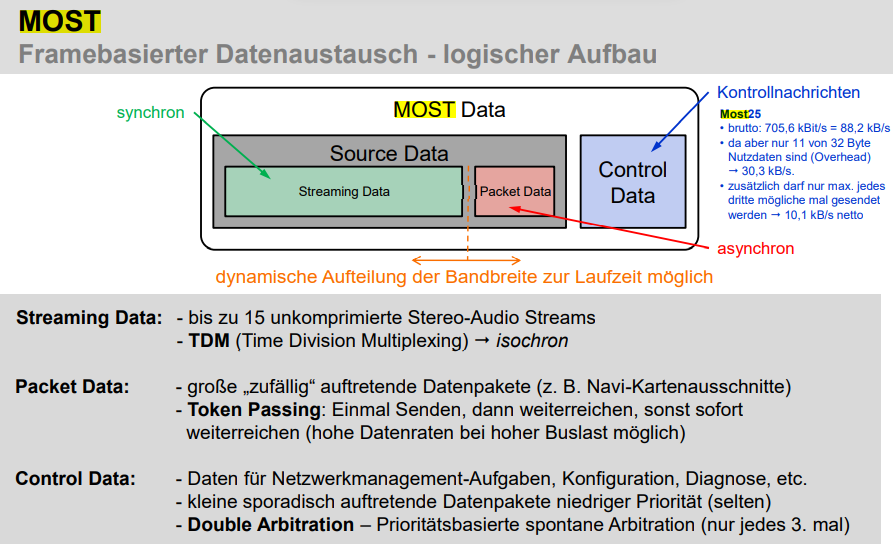 MOST
Framebasierter Datenaustausch - logischer Aufbau
synchron
MOST Data
Kontrollnachrichten
Source Data
Streaming Data
Packet Data
Control
Data
Most25
• brutto: 705,6 kBit/s = 88,2 kB/s
• da aber nur 11 von 32 Byte
Nutzdaten sind (Overhead)
→ 30,3 kB/s.
• zusätzlich darf nur max. jedes
dritte mögliche mal gesendet
werden → 10,1 kB/s netto
asynchron
dynamische Aufteilung der Bandbreite zur Laufzeit möglich
Streaming Data: - bis zu 15 unkomprimierte Stereo-Audio Streams
- TDM (Time Division Multiplexing) → isochron
Packet Data: - große „zufällig“ auftretende Datenpakete (z. B. Navi-Kartenausschnitte)
- Token Passing: Einmal Senden, dann weiterreichen, sonst sofort
weiterreichen (hohe Datenraten bei hoher Buslast möglich)
Control Data: - Daten für Netzwerkmanagement-Aufgaben, Konfiguration, Diagnose, etc.
- kleine sporadisch auftretende Datenpakete niedriger Priorität (selten)
- Double Arbitration – Prioritätsbasierte spontane Arbitration (nur jedes 3. mal)